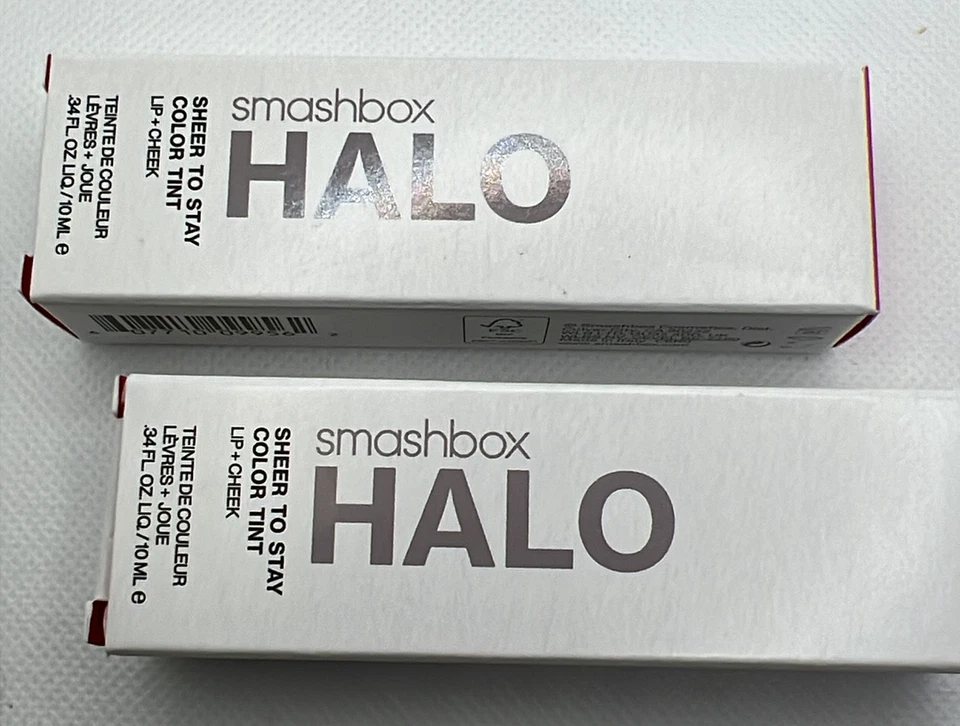 smashbox
HALO
SHEER TO STAY
COLOR TINT
LIP + CHEEK
TEINTE DE COULEUR
LÈVRES + JOUE
.34 FL OZ LIQ. / 10 ML ℮
FSC
smashbox
HALO
SHEER TO STAY
COLOR TINT
LIP + CHEEK
TEINTE DE COULEUR
LÈVRES + JOUE
.34 FL OZ LIQ. / 10 ML ℮